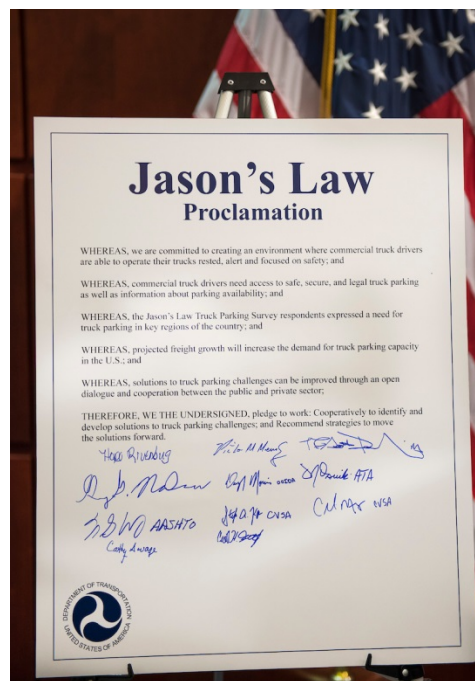 Jason's Law
Proclamation
WHEREAS, we are committed to creating an environment where commercial truck drivers
are able to operate their trucks rested, alert and focused on safety; and
WHEREAS, commercial truck drivers need access to safe, secure, and legal truck parking
as well as information about parking availability; and
WHEREAS, the Jason's Law Truck Parking Survey respondents expressed a need for
truck parking in key regions of the country; and
WHEREAS, projected freight growth will increase the demand for truck parking capacity
in the U.S.; and
WHEREAS, solutions to truck parking challenges can be improved through an open
dialogue and cooperation between the public and private sector;
THEREFORE, WE THE UNDERSIGNED, pledge to work: Cooperatively to identify and
develop solutions to truck parking challenges; and Recommend strategies to move
the solutions forward.
ATA
AASHTO
CVSA
CVSA
DEPARTMENT OF TRANSPORTATION
UNITED STATES OF AMERICA